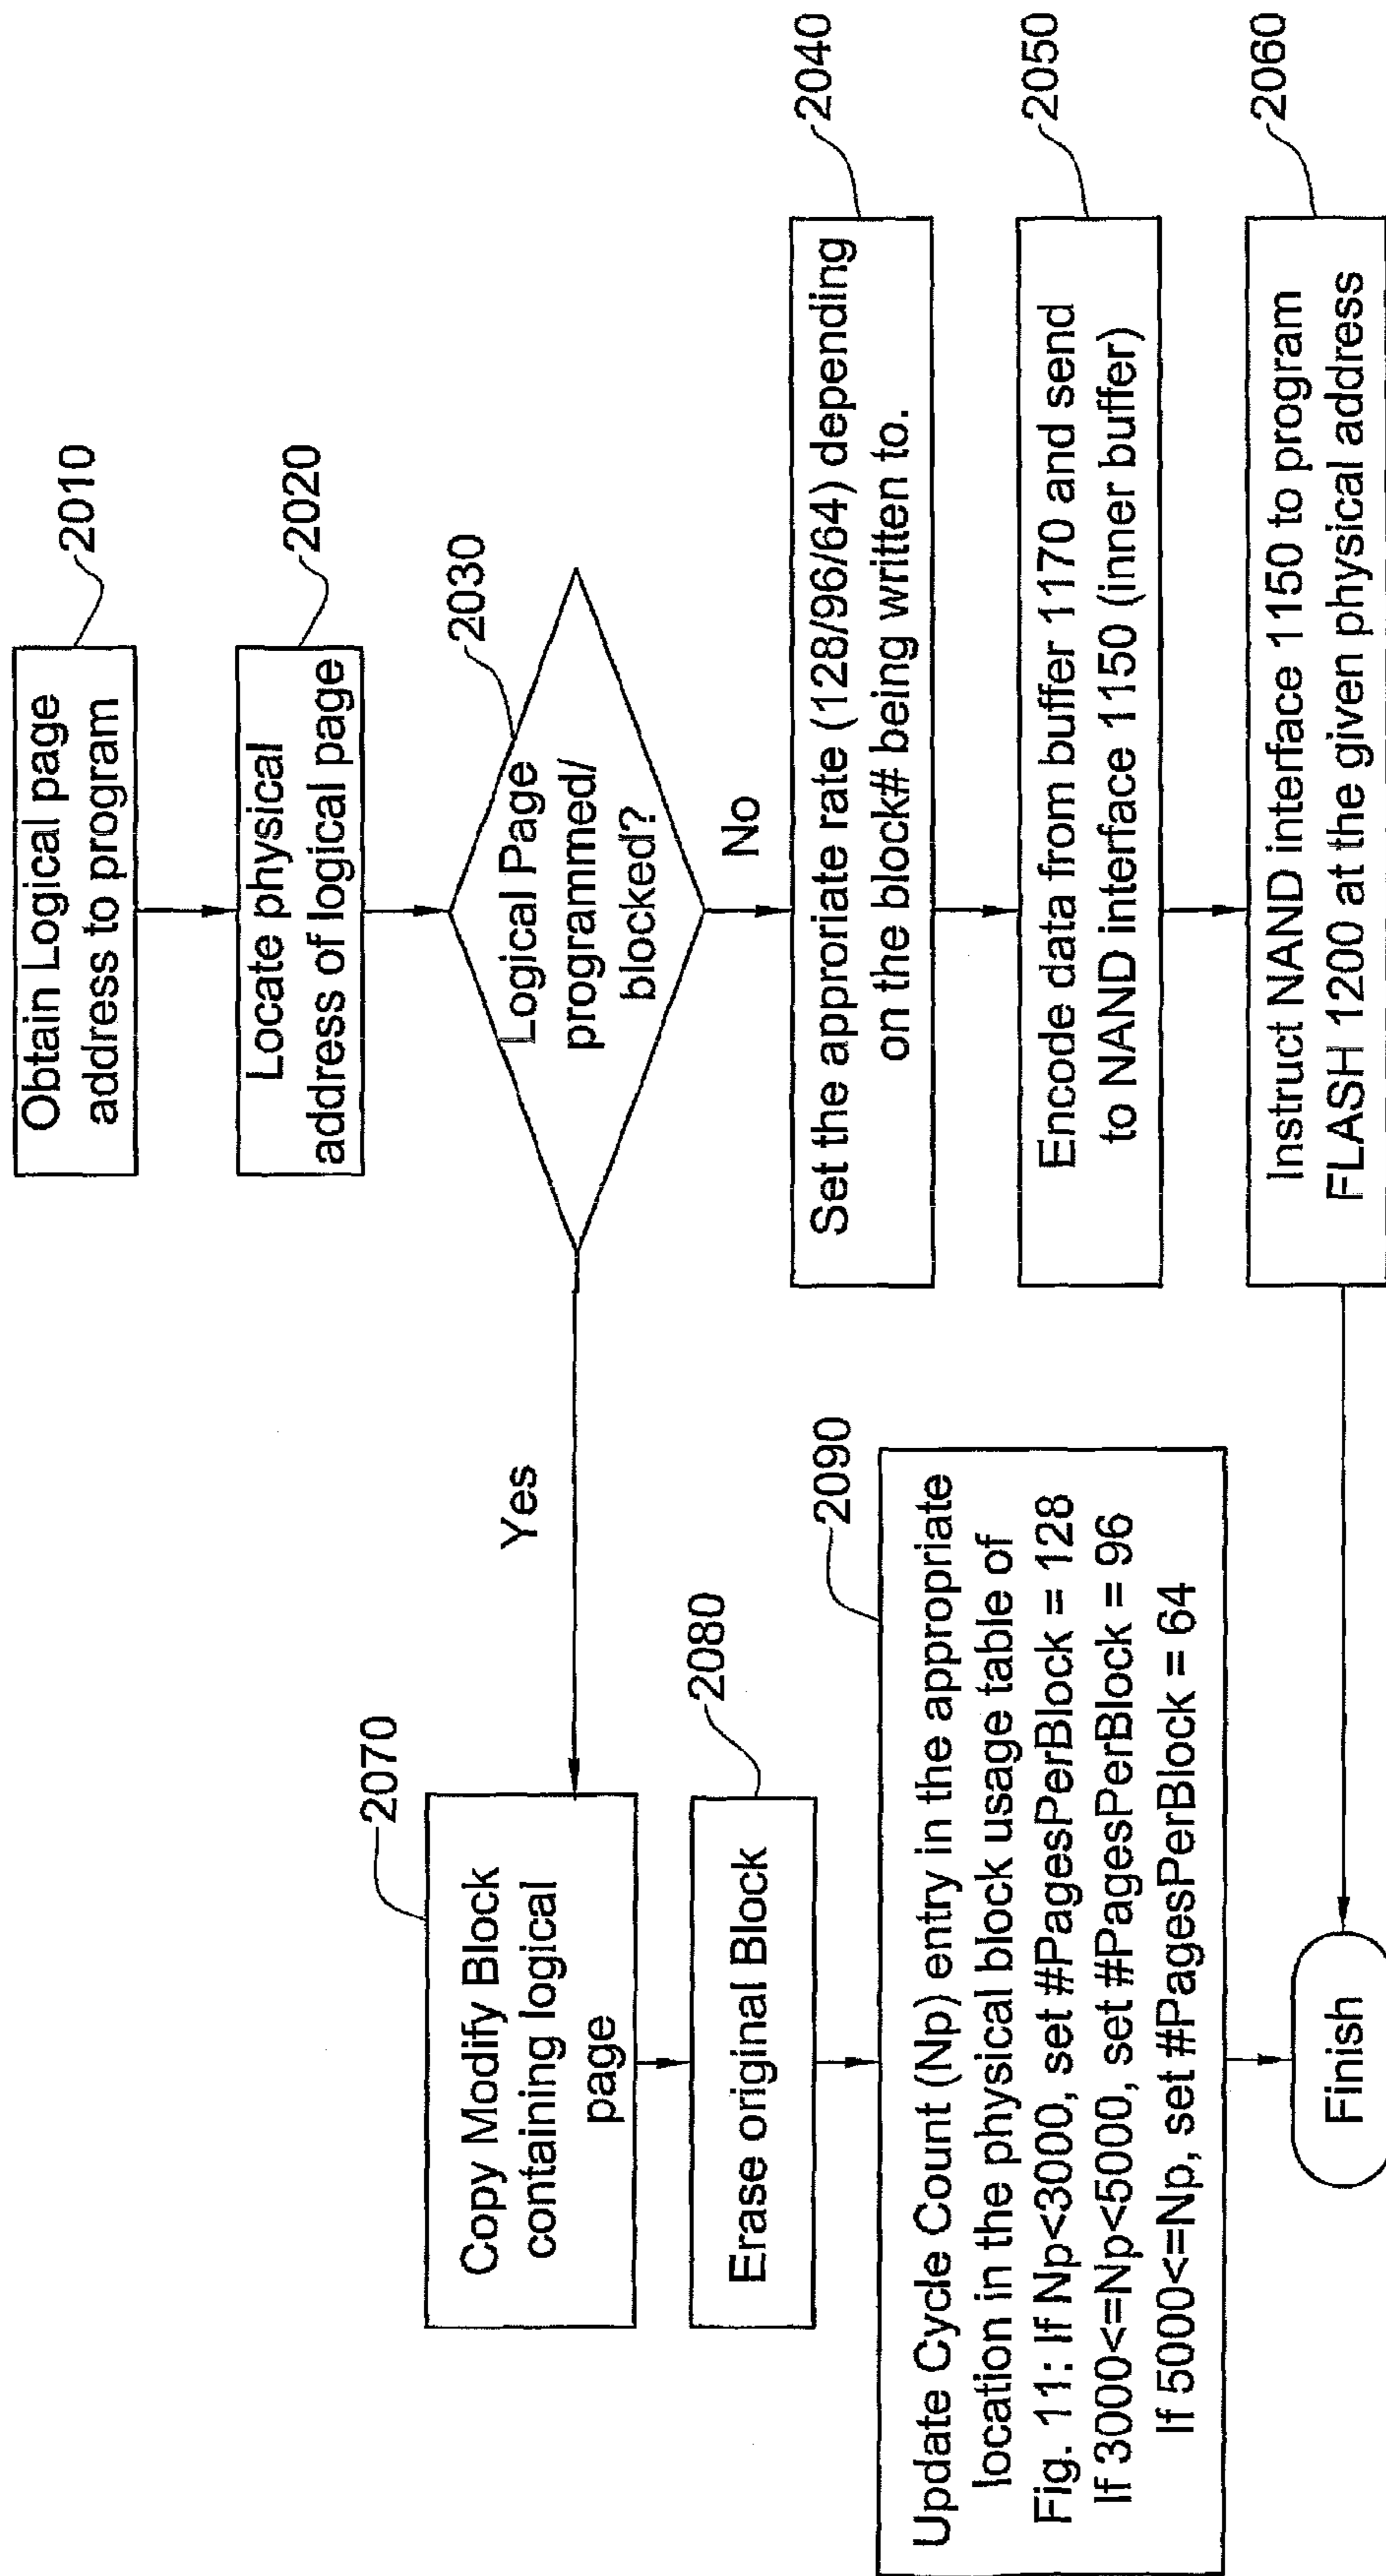 Obtain Logical page
address to program
2010
Locate physical
address of logical page
2020
Logical Page
programmed/
blocked?
2030
No
Set the approriate rate (128/96/64) depending
on the block# being written to.
2040
Encode data from buffer 1170 and send
to NAND interface 1150 (inner buffer)
2050
Instruct NAND interface 1150 to program
FLASH 1200 at the given physical address
2060
Yes
Copy Modify Block
containing logical
page
2070
Erase original Block
2080
Update Cycle Count (Np) entry in the appropriate
location in the physical block usage table of
Fig. 11: If Np<3000, set #PagesPerBlock = 128
If 3000<=Np<5000, set #PagesPerBlock = 96
If 5000<=Np, set #PagesPerBlock = 64
2090
Finish